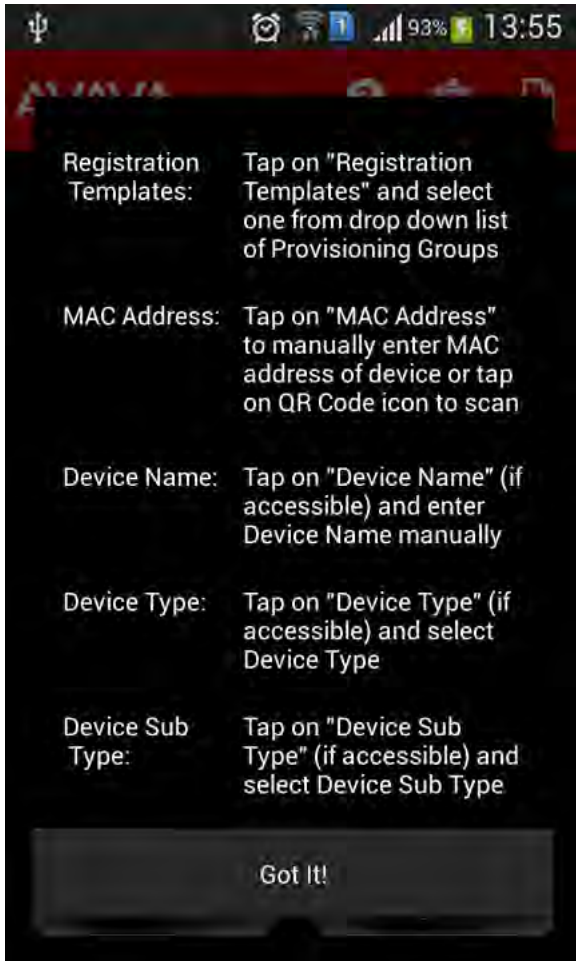 1 93% 13:55
AVAYA
Registration Templates: Tap on "Registration
Templates" and select
one from drop down list
of Provisioning Groups
MAC Address: Tap on "MAC Address"
to manually enter MAC
address of device or tap
on QR Code icon to scan
Device Name: Tap on "Device Name" (if
accessible) and enter
Device Name manually
Device Type: Tap on "Device Type" (if
accessible) and select
Device Type
Device Sub Type: Tap on "Device Sub
Type" (if accessible) and
select Device Sub Type
Got It!